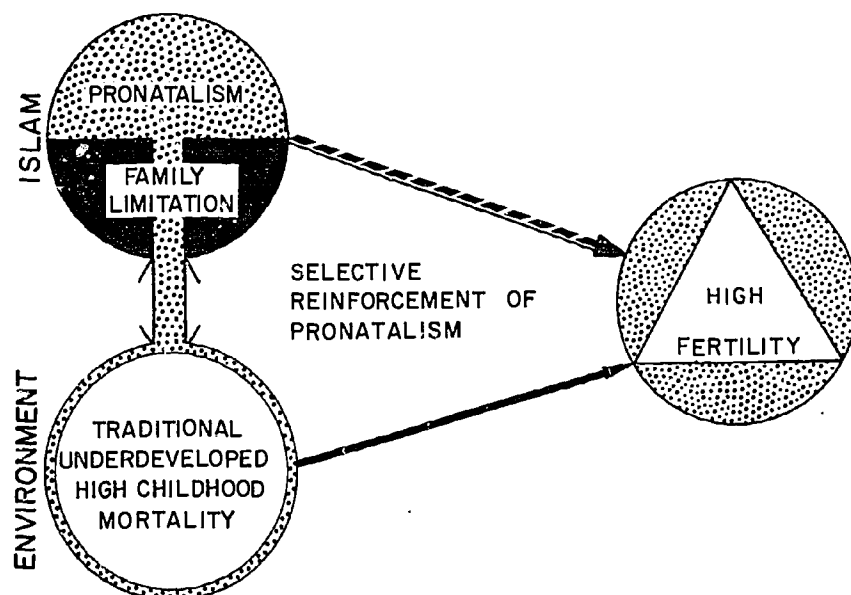 ISLAM
PRONATALISM
FAMILY
LIMITATION
SELECTIVE
REINFORCEMENT OF
PRONATALISM
HIGH
FERTILITY
ENVIRONMENT
TRADITIONAL
UNDERDEVELOPED
HIGH CHILDHOOD
MORTALITY